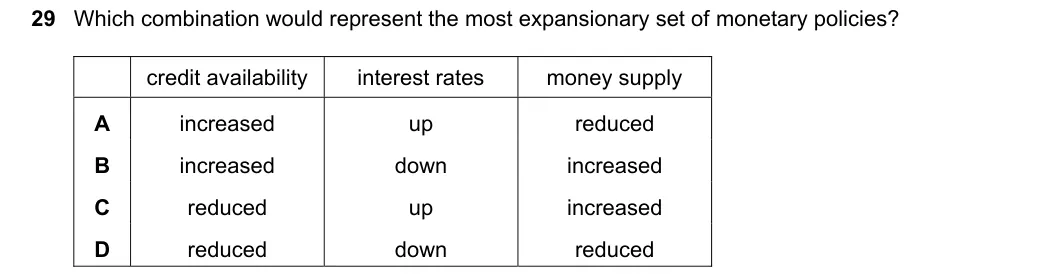 29 Which combination would represent the most expansionary set of monetary policies?
credit availability interest rates money supply
A increased up reduced
B increased down increased
C reduced up increased
D reduced down reduced